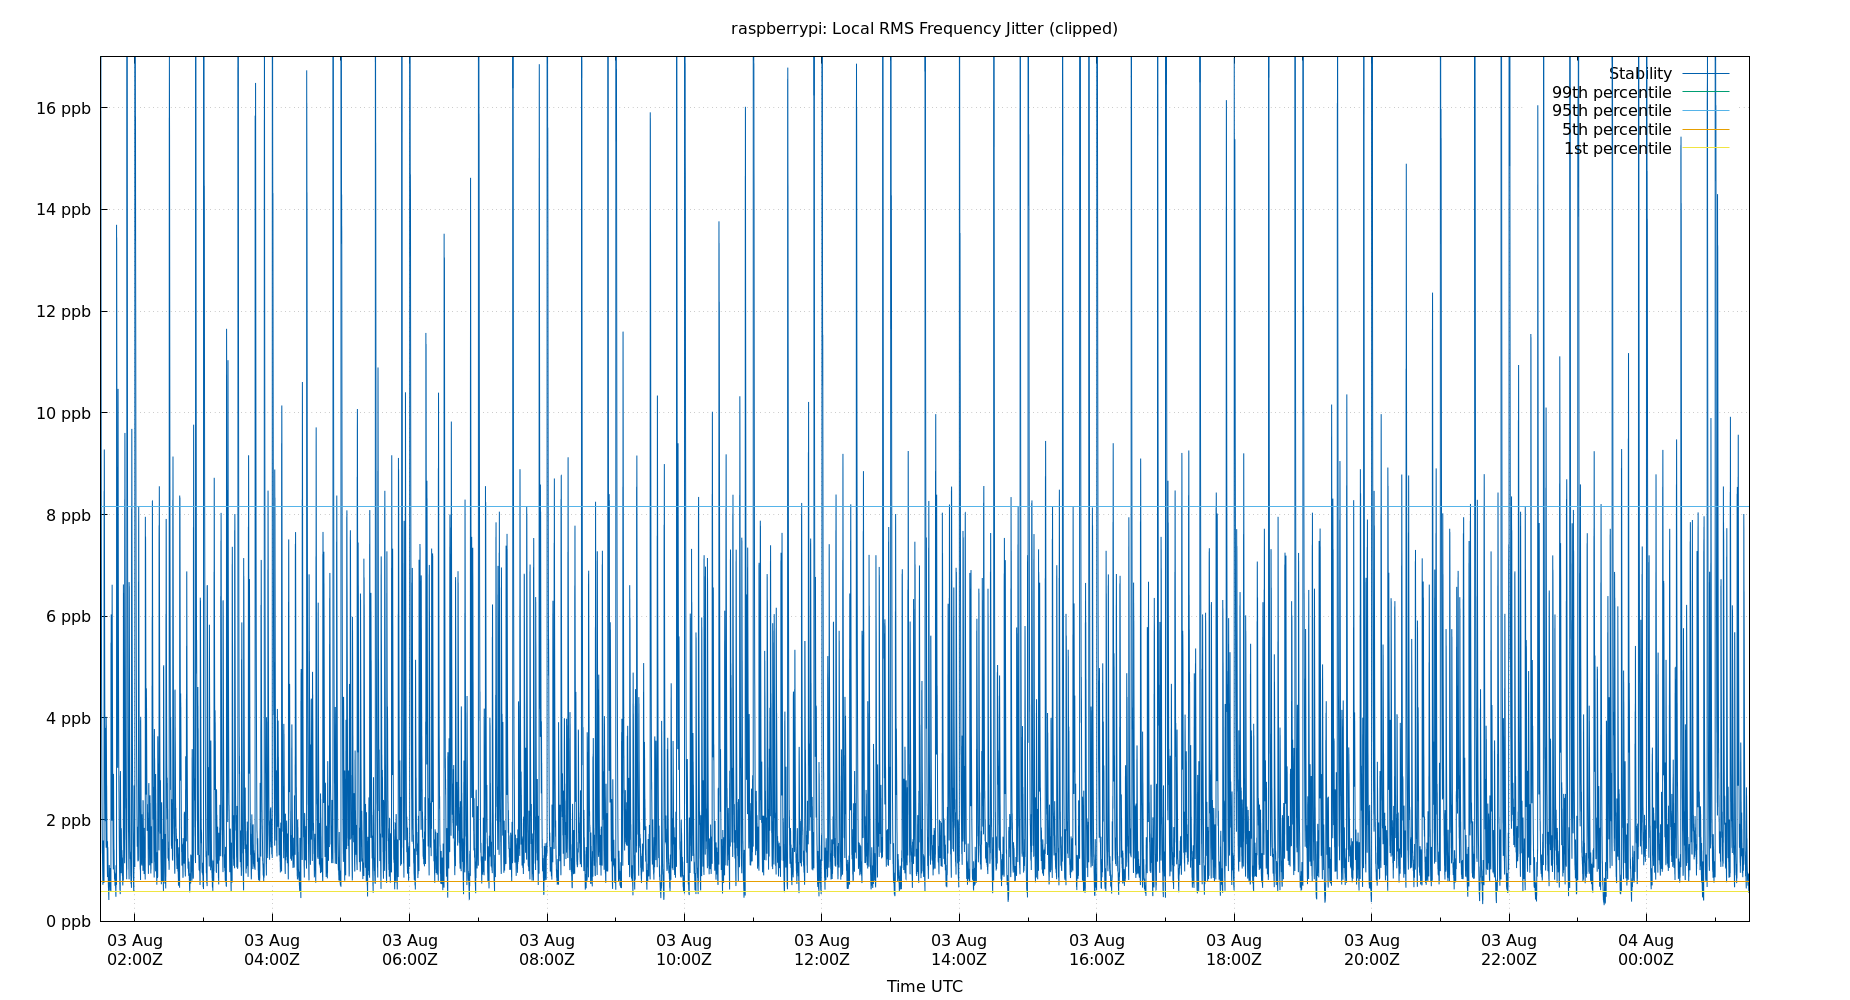 raspberrypi: Local RMS Frequency Jitter (clipped)
Stability
99th percentile
95th percentile
5th percentile
1st percentile
16 ppb
14 ppb
12 ppb
10 ppb
8 ppb
6 ppb
4 ppb
2 ppb
0 ppb
03 Aug 03 Aug 03 Aug 03 Aug 03 Aug 03 Aug 03 Aug 03 Aug 03 Aug 03 Aug 03 Aug 04 Aug
02:00Z 04:00Z 06:00Z 08:00Z 10:00Z 12:00Z 14:00Z 16:00Z 18:00Z 20:00Z 22:00Z 00:00Z
Time UTC